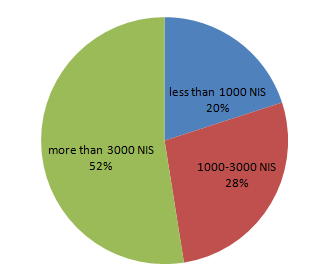 less than 1000 NIS
20%
1000-3000 NIS
28%
more than 3000 NIS
52%